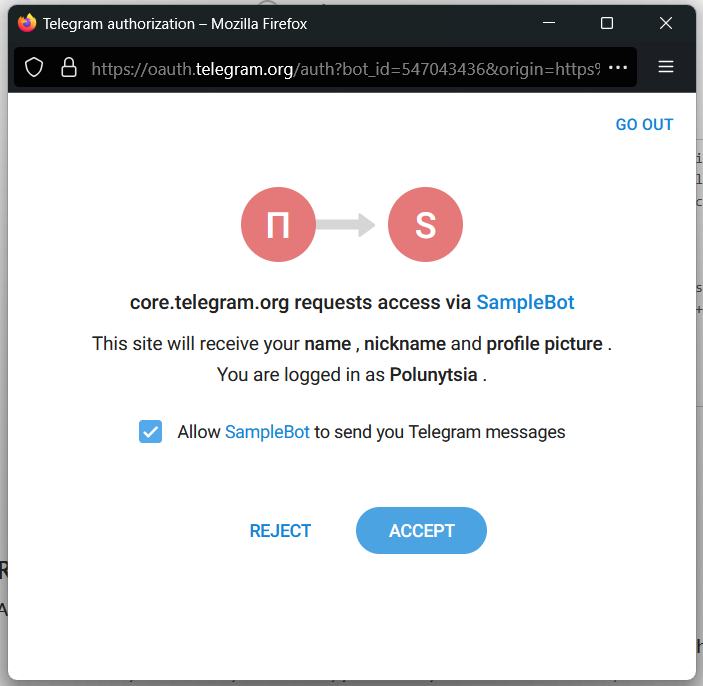 Telegram authorization – Mozilla Firefox
https://oauth.telegram.org/auth?bot_id=547043436&origin=https%
GO OUT
П S
core.telegram.org requests access via SampleBot
This site will receive your name , nickname and profile picture .
You are logged in as Polunytsia .
Allow SampleBot to send you Telegram messages
REJECT ACCEPT